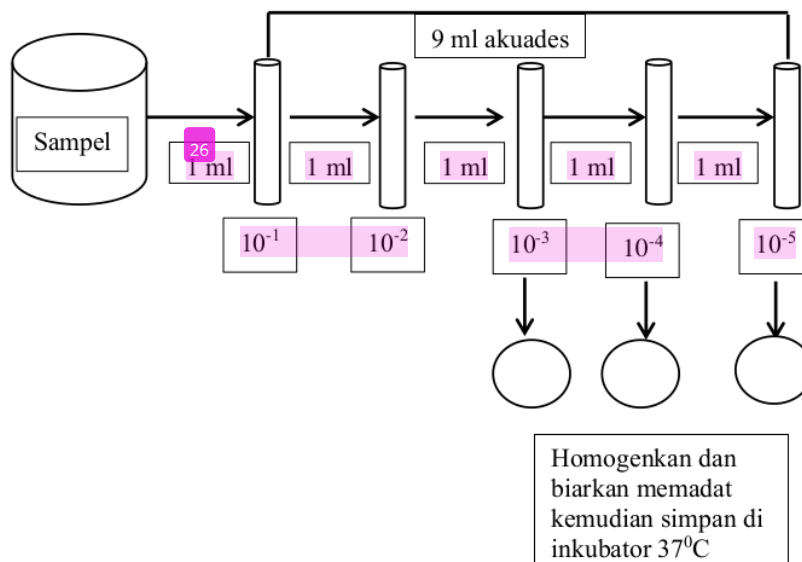 9 ml akuades
Sampel
26
1 ml
1 ml
1 ml
1 ml
1 ml
10⁻¹
10⁻²
10⁻³
10⁻⁴
10⁻⁵
Homogenkan dan
biarkan memadat
kemudian simpan di
inkubator 37⁰C